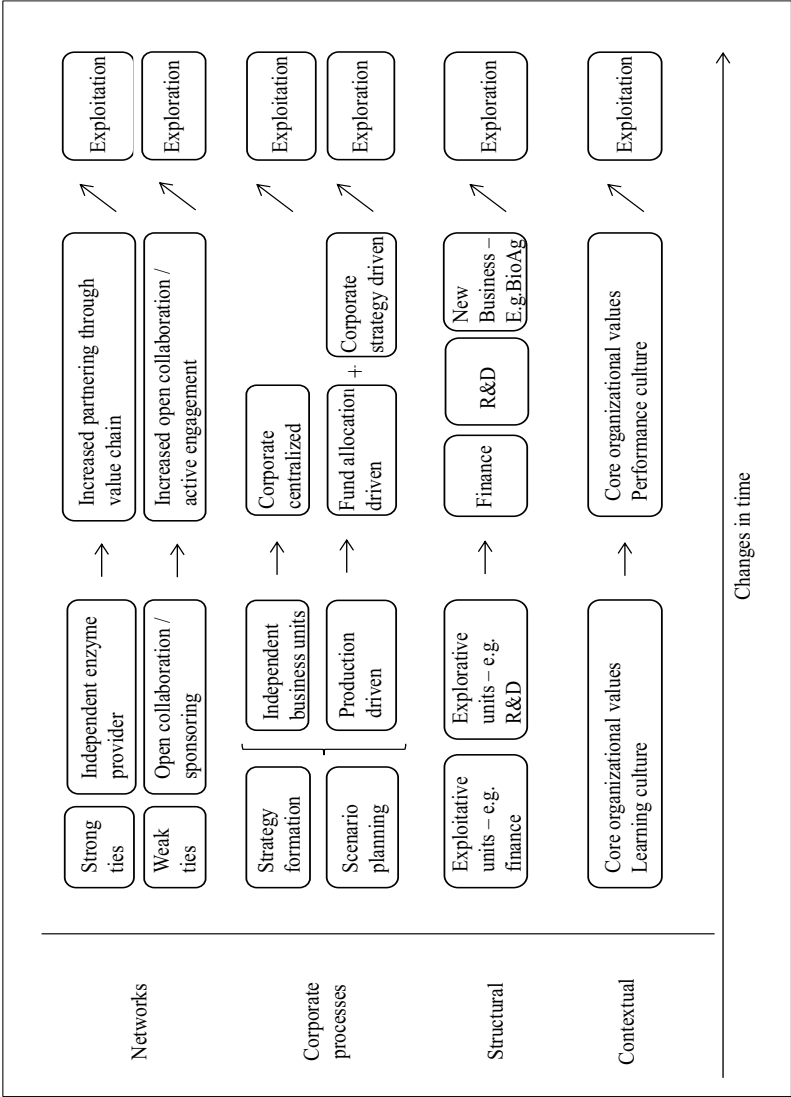 Networks
Strong
ties
Independent enzyme
provider
Increased partnering through
value chain
Exploitation
Weak
ties
Open collaboration /
sponsoring
Increased open collaboration /
active engagement
Exploration
Corporate
processes
Strategy
formation
Independent
business units
Corporate
centralized
Exploitation
Scenario
planning
Production
driven
Fund allocation
driven
+
Corporate
strategy driven
Exploration
Structural
Exploitative
units – e.g.
finance
Explorative
units – e.g.
R&D
Finance
R&D
New
Business –
E.g.BioAg
Exploration
Contextual
Core organizational values
Learning culture
Core organizational values
Performance culture
Exploitation
Changes in time